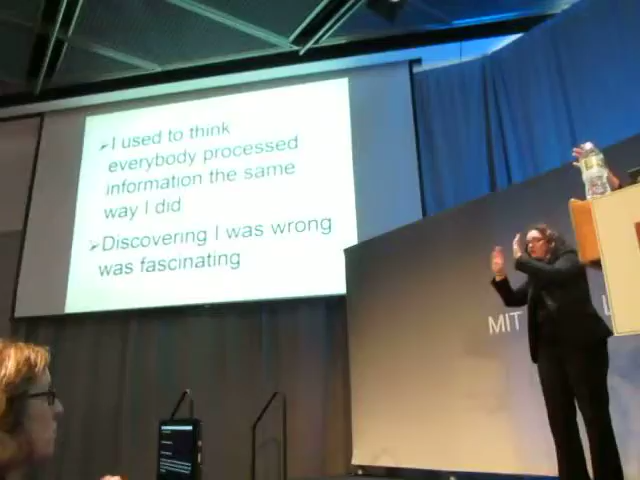 ➢I used to think
everybody processed
information the same
way I did
➢Discovering I was wrong
was fascinating
MIT
L